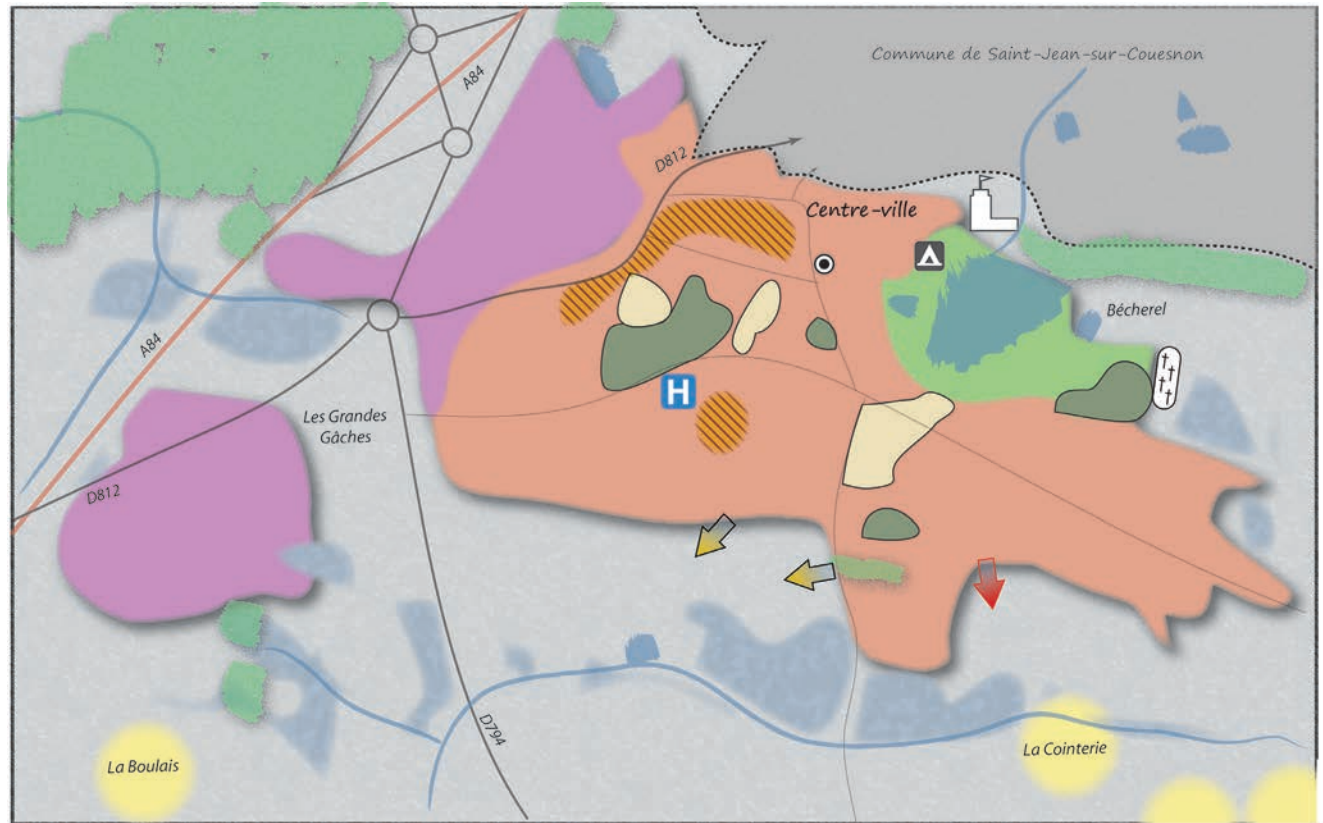 Commune de Saint-Jean-sur-Couesnon
A84
D812
Centre-ville
Bécherel
A84
Les Grandes
Gâches
H
D812
D794
La Boulais
La Cointerie